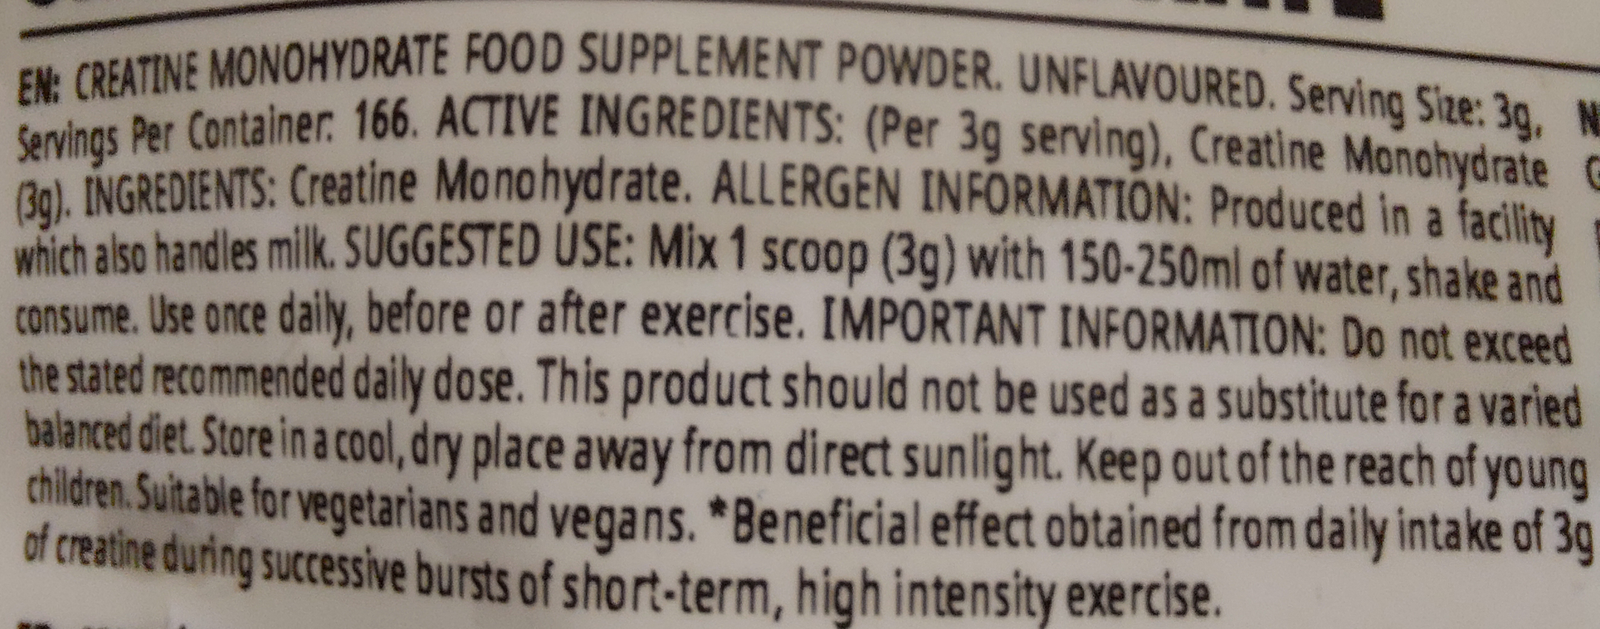 EN: CREATINE MONOHYDRATE FOOD SUPPLEMENT POWDER. UNFLAVOURED. Serving Size: 3g,
Servings Per Container: 166. ACTIVE INGREDIENTS: (Per 3g serving), Creatine Monohydrate
(3g). INGREDIENTS: Creatine Monohydrate. ALLERGEN INFORMATION: Produced in a facility
which also handles milk. SUGGESTED USE: Mix 1 scoop (3g) with 150-250ml of water, shake and
consume. Use once daily, before or after exercise. IMPORTANT INFORMATION: Do not exceed
the stated recommended daily dose. This product should not be used as a substitute for a varied
balanced diet. Store in a cool, dry place away from direct sunlight. Keep out of the reach of young
children. Suitable for vegetarians and vegans. *Beneficial effect obtained from daily intake of 3g
of creatine during successive bursts of short-term, high intensity exercise.